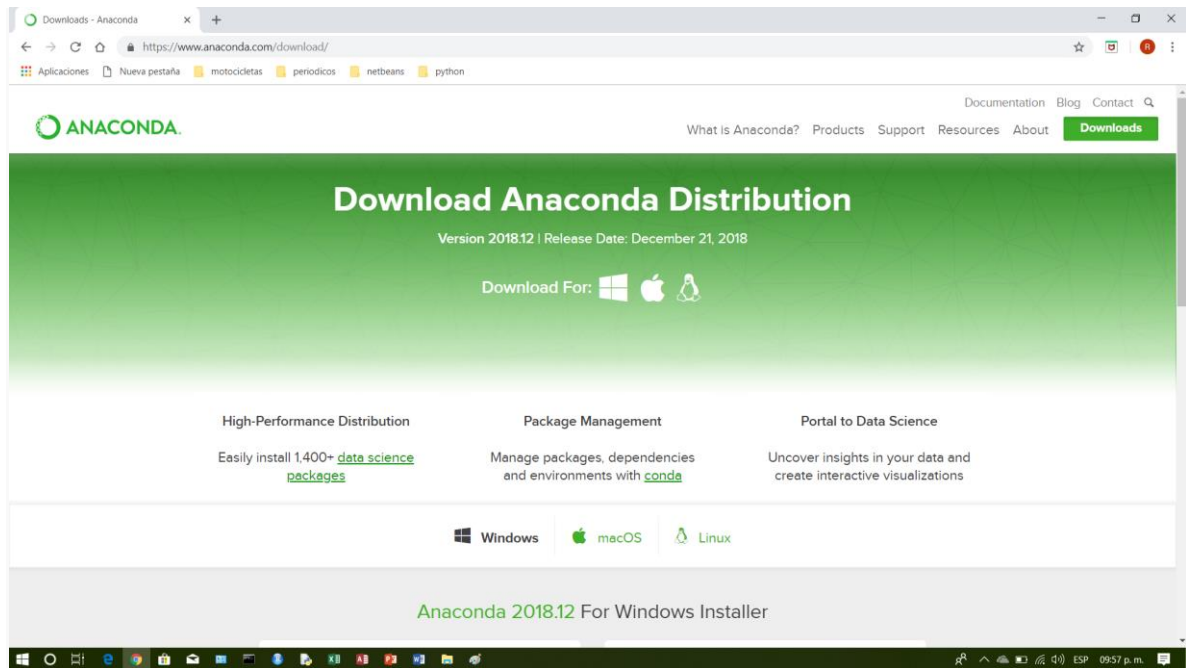 Downloads - Anaconda
https://www.anaconda.com/download/
Aplicaciones Nueva pestaña motocicletas periodicos netbeans python
Documentation Blog Contact
ANACONDA.
What is Anaconda? Products Support Resources About Downloads
Download Anaconda Distribution
Version 2018.12 | Release Date: December 21, 2018
Download For:
High-Performance Distribution
Easily install 1,400+ data science
packages
Package Management
Manage packages, dependencies
and environments with conda
Portal to Data Science
Uncover insights in your data and
create interactive visualizations
Windows macOS Linux
Anaconda 2018.12 For Windows Installer
ESP 09:57 p. m.